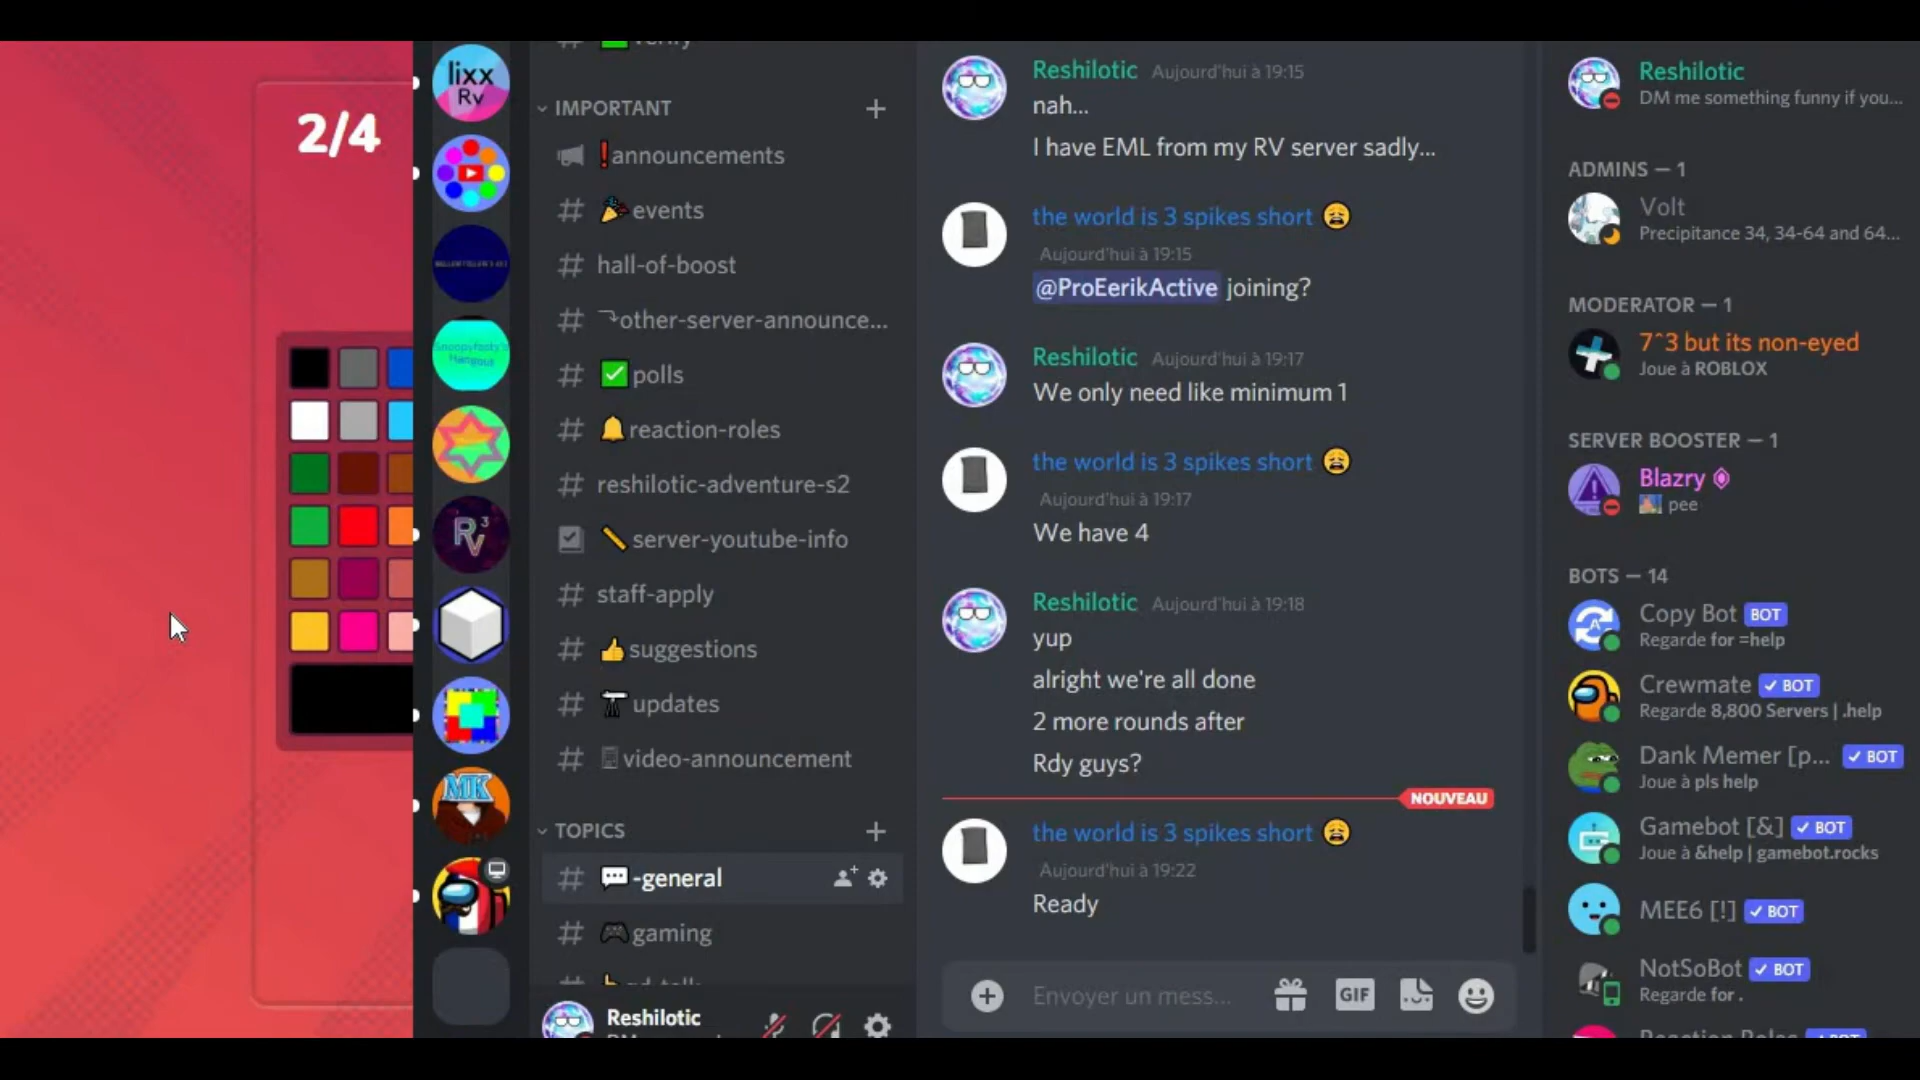 2/4
lixx
Rv
Snoopyfasty's
Hangout
R³V
MK
verify
IMPORTANT
announcements
events
hall-of-boost
other-server-announce...
polls
reaction-roles
reshilotic-adventure-s2
server-youtube-info
staff-apply
suggestions
updates
video-announcement
TOPICS
-general
gaming
Reshilotic
Reshilotic Aujourd'hui à 19:15
nah...
I have EML from my RV server sadly...
the world is 3 spikes short
Aujourd'hui à 19:15
@ProEerikActive joining?
Reshilotic Aujourd'hui à 19:17
We only need like minimum 1
the world is 3 spikes short
Aujourd'hui à 19:17
We have 4
Reshilotic Aujourd'hui à 19:18
yup
alright we're all done
2 more rounds after
Rdy guys?
NOUVEAU
the world is 3 spikes short
Aujourd'hui à 19:22
Ready
Envoyer un mess...
GIF
Reshilotic
DM me something funny if you...
ADMINS — 1
Volt
Precipitance 34, 34-64 and 64...
MODERATOR — 1
7^3 but its non-eyed
Joue à ROBLOX
SERVER BOOSTER — 1
Blazry
pee
BOTS — 14
Copy Bot BOT
Regarde for =help
Crewmate BOT
Regarde 8,800 Servers | .help
Dank Memer [p... BOT
Joue à pls help
Gamebot [&] BOT
Joue à &help | gamebot.rocks
MEE6 [!] BOT
NotSoBot BOT
Regarde for .
Reaction Roles